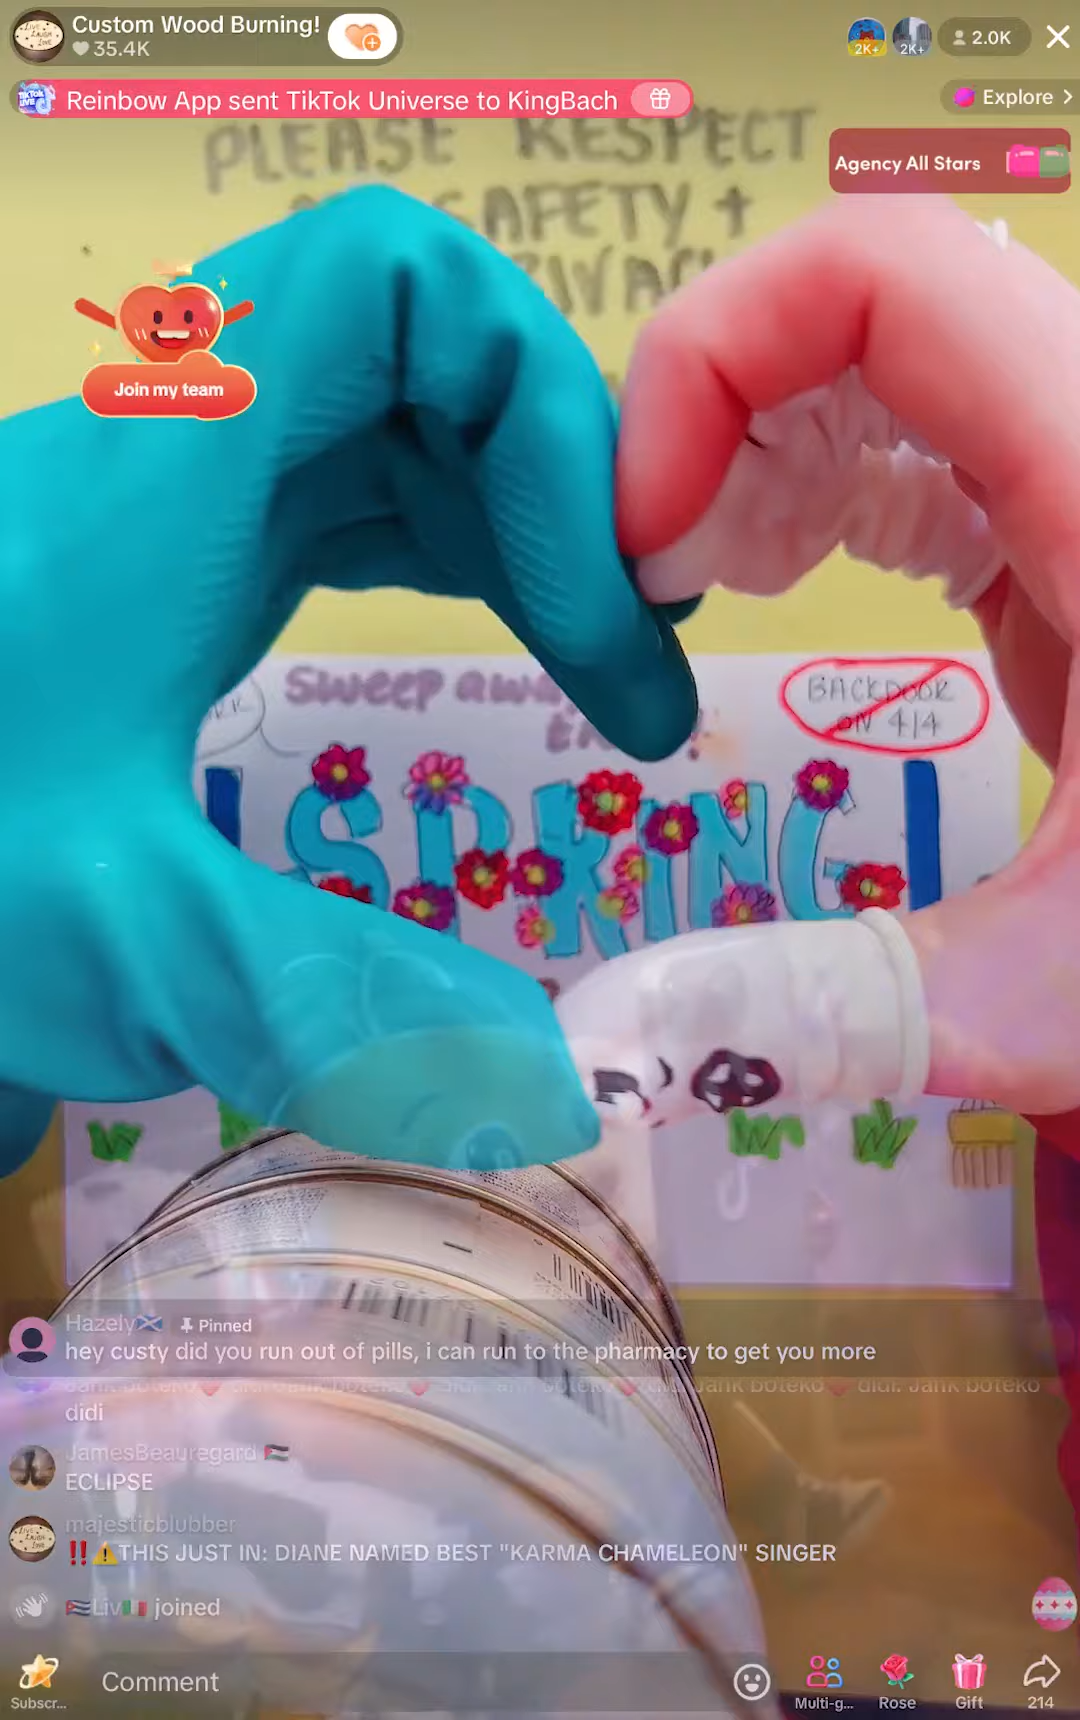 Custom Wood Burning!
35.4K
2K+
2K+
2.0K
Reinbow App sent TikTok Universe to KingBach
Explore
Agency All Stars
PLEASE RESPECT
SAFETY +
Join my team
Sweep
BACKDOOR
ON 4/4
SPRING
Hazely
Pinned
hey custy did you run out of pills, i can run to the pharmacy to get you more
didi
JamesBeauregard
ECLIPSE
majesticblubber
‼️⚠️THIS JUST IN: DIANE NAMED BEST "KARMA CHAMELEON" SINGER
Liv joined
Subscr...
Comment
Multi-g...
Rose
Gift
214